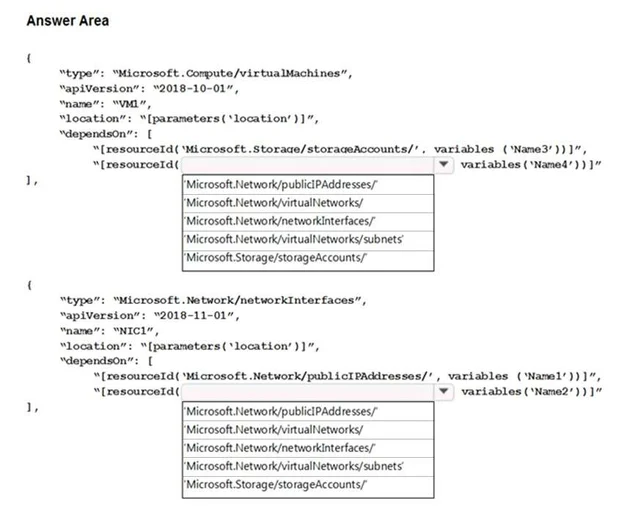 Answer Area
{
"type": "Microsoft.Compute/virtualMachines",
"apiVersion": "2018-10-01",
"name": "VM1",
"location": "[parameters('location')]",
"dependsOn": [
"[resourceId('Microsoft.Storage/storageAccounts/', variables ('Name3'))]",
"[resourceId( variables('Name4'))]"
],
'Microsoft.Network/publicIPAddresses/'
'Microsoft.Network/virtualNetworks/
'Microsoft.Network/networkInterfaces/'
'Microsoft.Network/virtualNetworks/subnets'
'Microsoft.Storage/storageAccounts/'
{
"type": "Microsoft.Network/networkInterfaces",
"apiVersion": "2018-11-01",
"name": "NIC1",
"location": "[parameters('location')]",
"dependsOn": [
"[resourceId('Microsoft.Network/publicIPAddresses/', variables ('Name1'))]",
"[resourceId( variables('Name2'))]"
],
'Microsoft.Network/publicIPAddresses/'
'Microsoft.Network/virtualNetworks/
'Microsoft.Network/networkInterfaces/'
'Microsoft.Network/virtualNetworks/subnets'
'Microsoft.Storage/storageAccounts/'